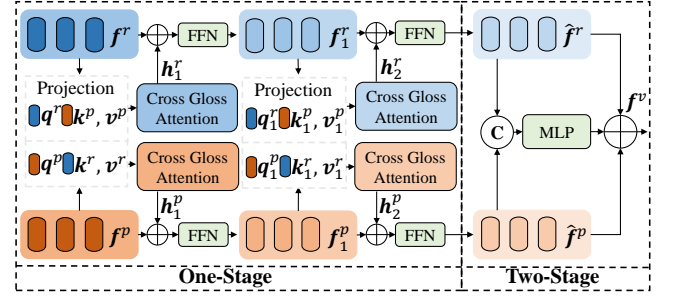 f^r
FFN
f_1^r
FFN
f̂^r
Projection
h_1^r
Projection
h_2^r
q^r k^p, v^p
Cross Gloss
Attention
q_1^r k_1^p, v_1^p
Cross Gloss
Attention
f^v
C
MLP
q^p k^r, v^r
Cross Gloss
Attention
q_1^p k_1^r, v_1^r
Cross Gloss
Attention
h_1^p
h_2^p
f^p
FFN
f_1^p
FFN
f̂^p
One-Stage
Two-Stage